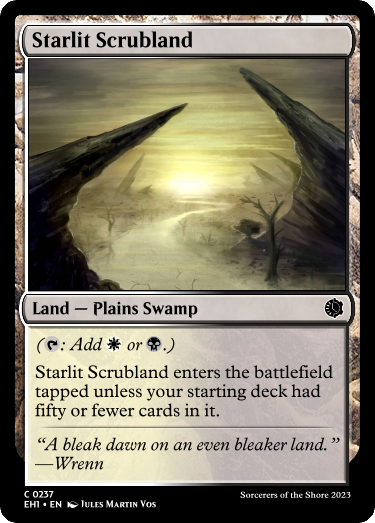 Starlit Scrubland
Land — Plains Swamp
(: Add or .)
Starlit Scrubland enters the battlefield
tapped unless your starting deck had
fifty or fewer cards in it.
“A bleak dawn on an even bleaker land.”
—Wrenn
C 0237
EH1 • EN Jules Martin Vos
Sorcerers of the Shore 2023